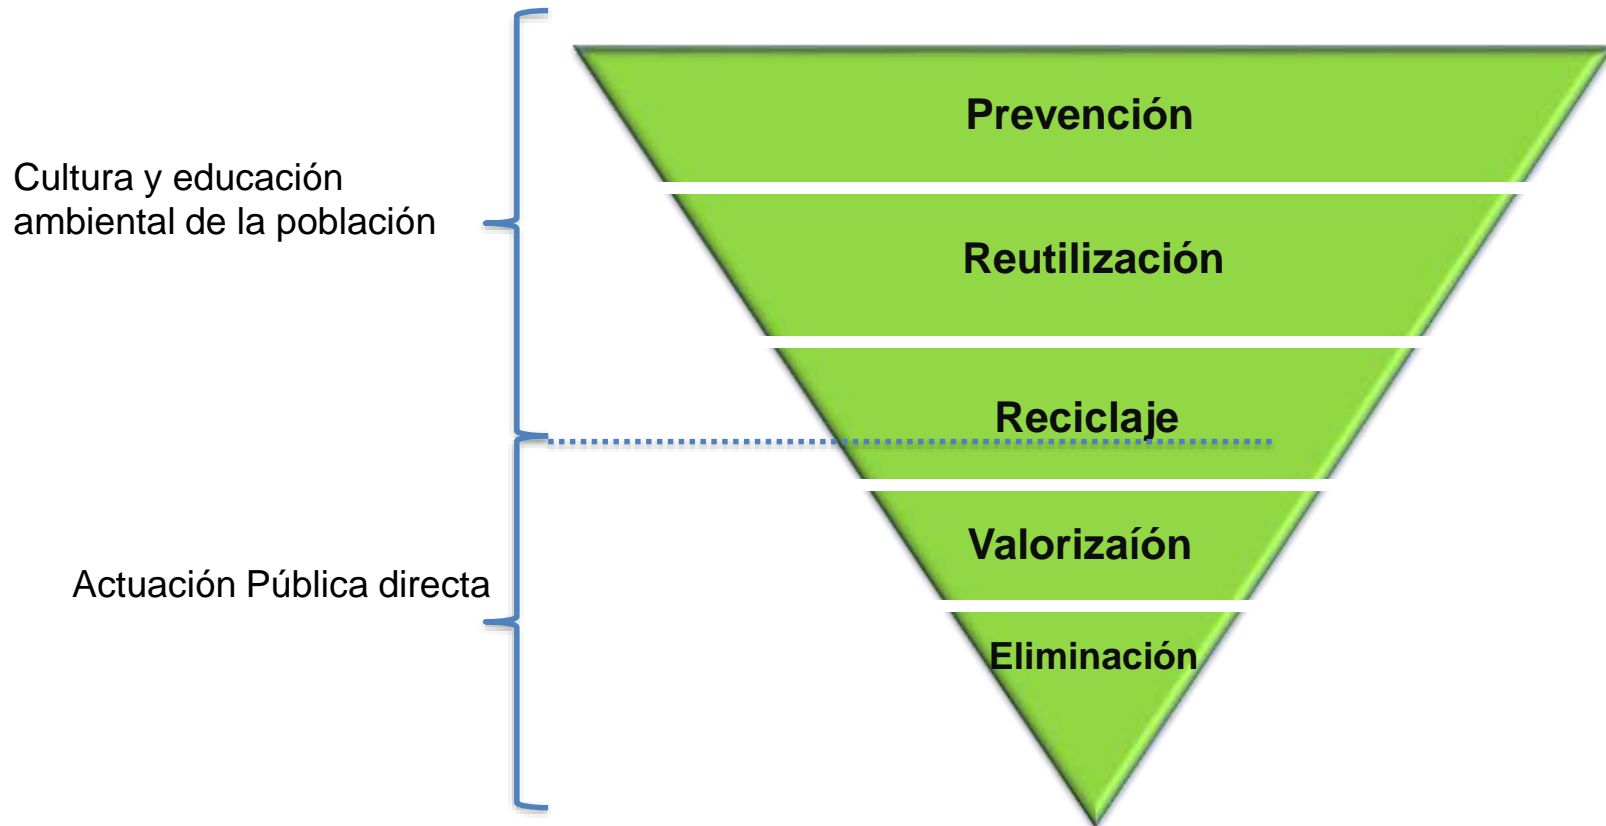 Prevención
Cultura y educación
ambiental de la población
Reutilización
Reciclaje
Valorizaíón
Actuación Pública directa
Eliminación